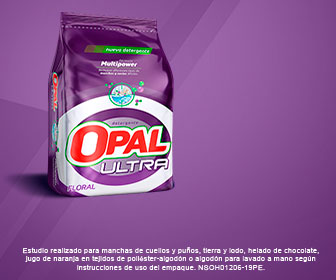 nuevo detergente
Multipower
detergente
OPAL
ULTRA
FLORAL
Estudio realizado para manchas de cuellos y puños, tierra y lodo, helado de chocolate,
jugo de naranja en tejidos de poliéster-algodón o algodón para lavado a mano según
instrucciones de uso del empaque. NSOH01206-19PE.